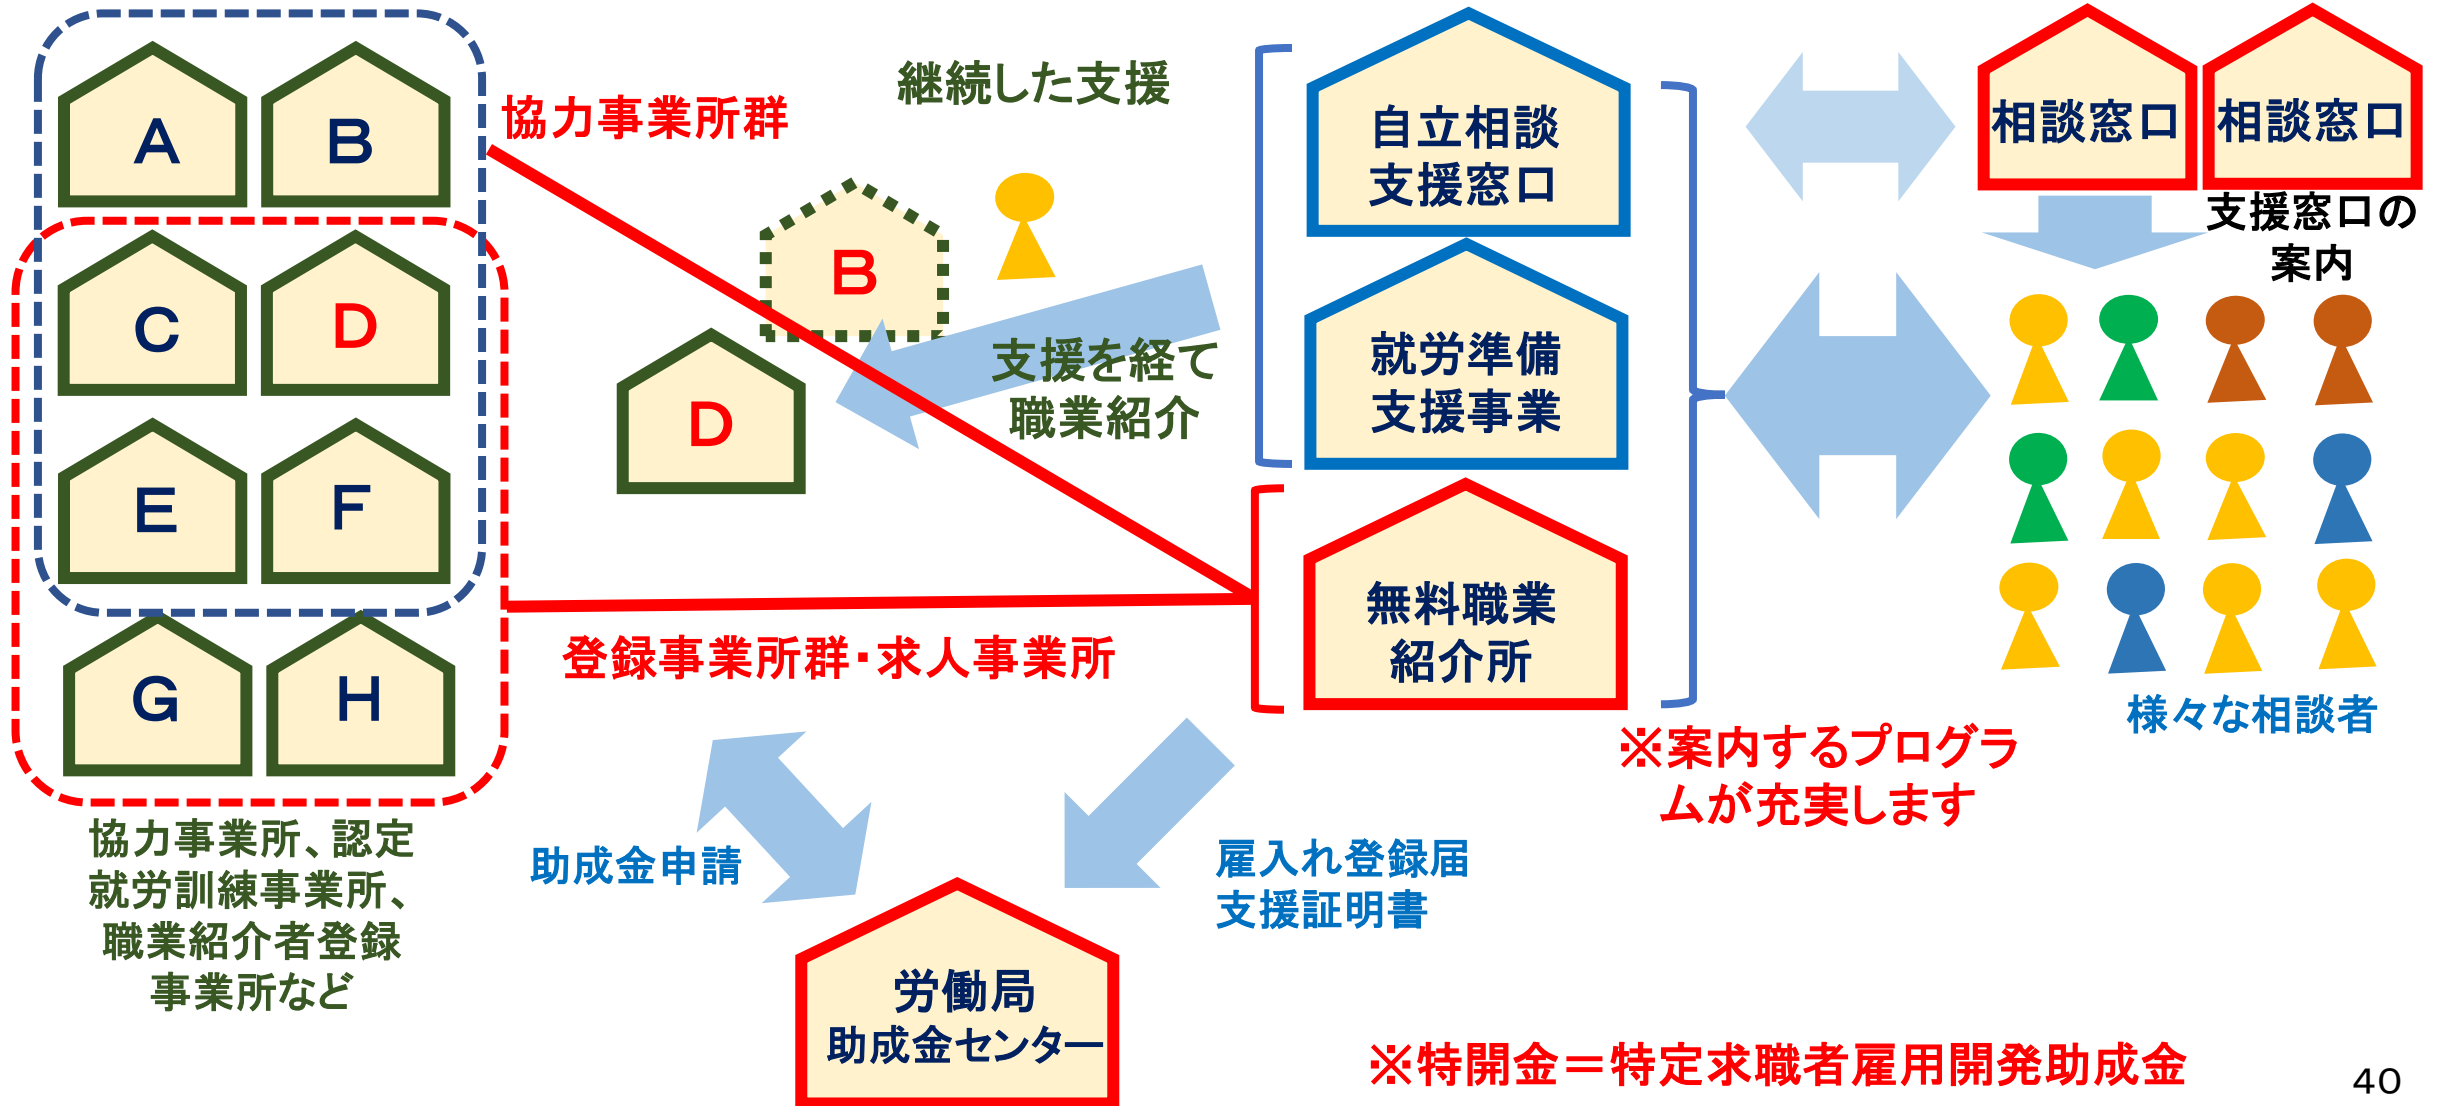 A
B
C
D
E
F
G
H
協力事業所、認定
就労訓練事業所、
職業紹介者登録
事業所など
協力事業所群
継続した支援
B
D
支援を経て
職業紹介
登録事業所群・求人事業所
助成金申請
労働局
助成金センター
雇入れ登録届
支援証明書
自立相談
支援窓口
就労準備
支援事業
無料職業
紹介所
相談窓口
相談窓口
支援窓口の
案内
様々な相談者
※案内するプログラ
ムが充実します
※特開金＝特定求職者雇用開発助成金
40